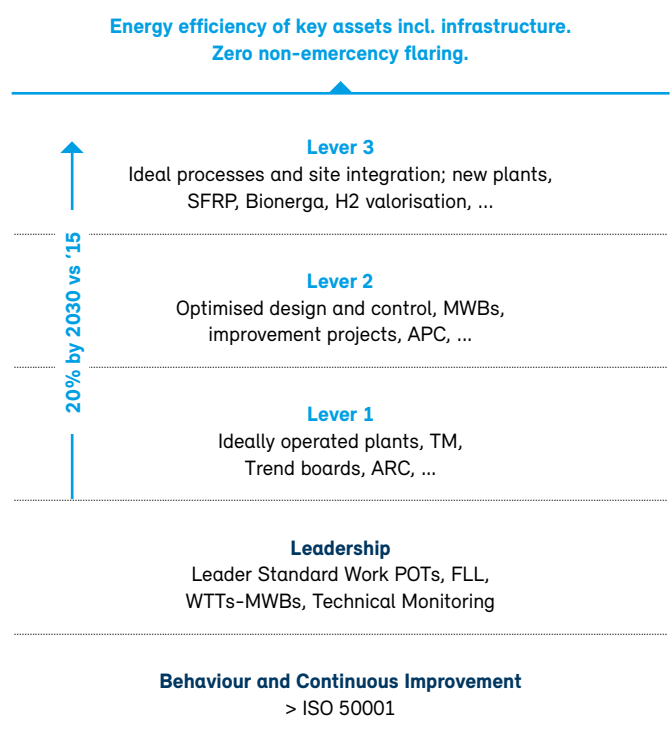 Energy efficiency of key assets incl. infrastructure.
Zero non-emercency flaring.
20% by 2030 vs ‘15
Lever 3
Ideal processes and site integration; new plants,
SFRP, Bionerga, H2 valorisation, ...
Lever 2
Optimised design and control, MWBs,
improvement projects, APC, ...
Lever 1
Ideally operated plants, TM,
Trend boards, ARC, ...
Leadership
Leader Standard Work POTs, FLL,
WTTs-MWBs, Technical Monitoring
Behaviour and Continuous Improvement
> ISO 50001